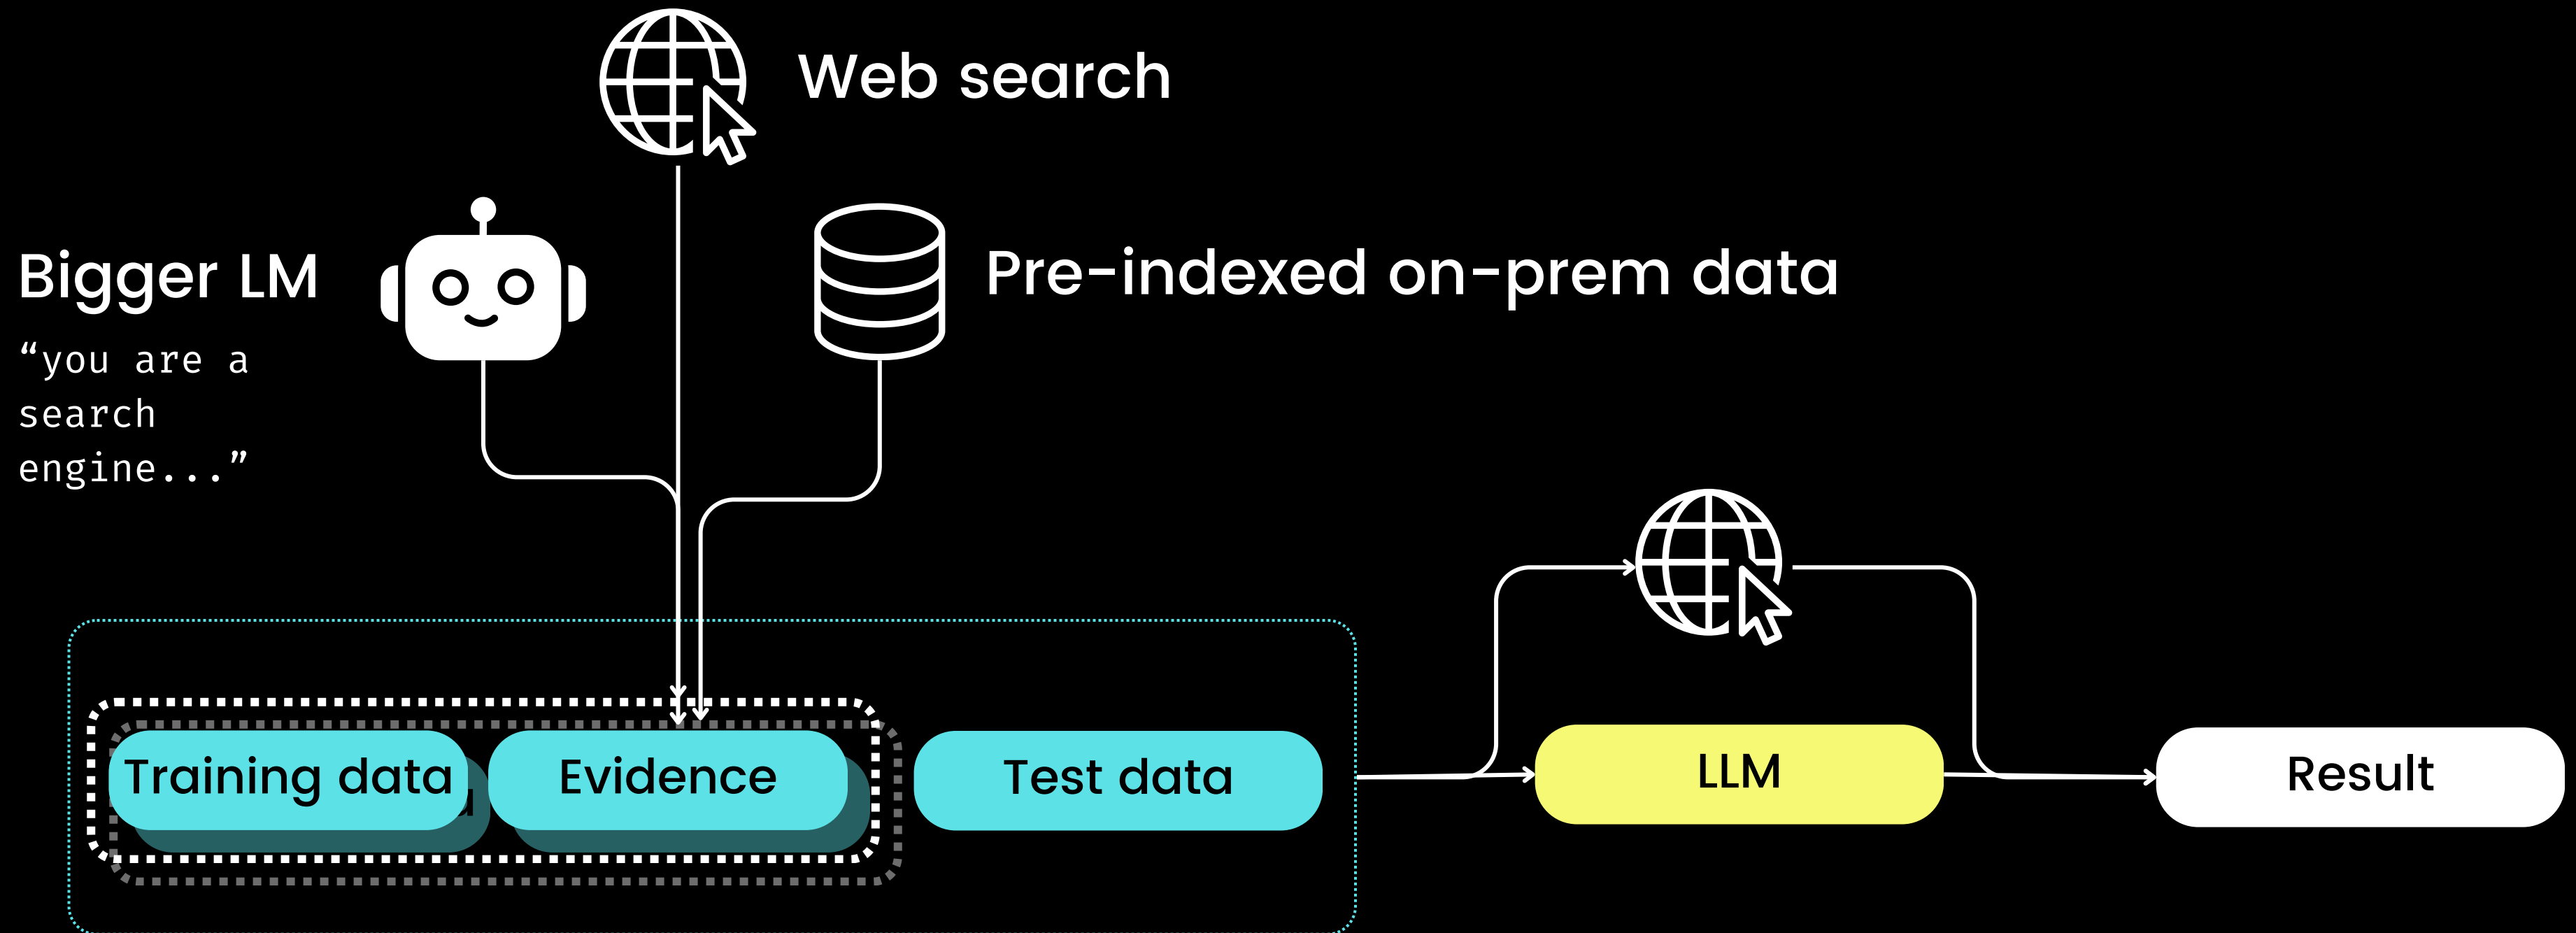 Web search
Bigger LM
Pre-indexed on-prem data
“you are a
search
engine...”
Training data
Evidence
Test data
LLM
Result